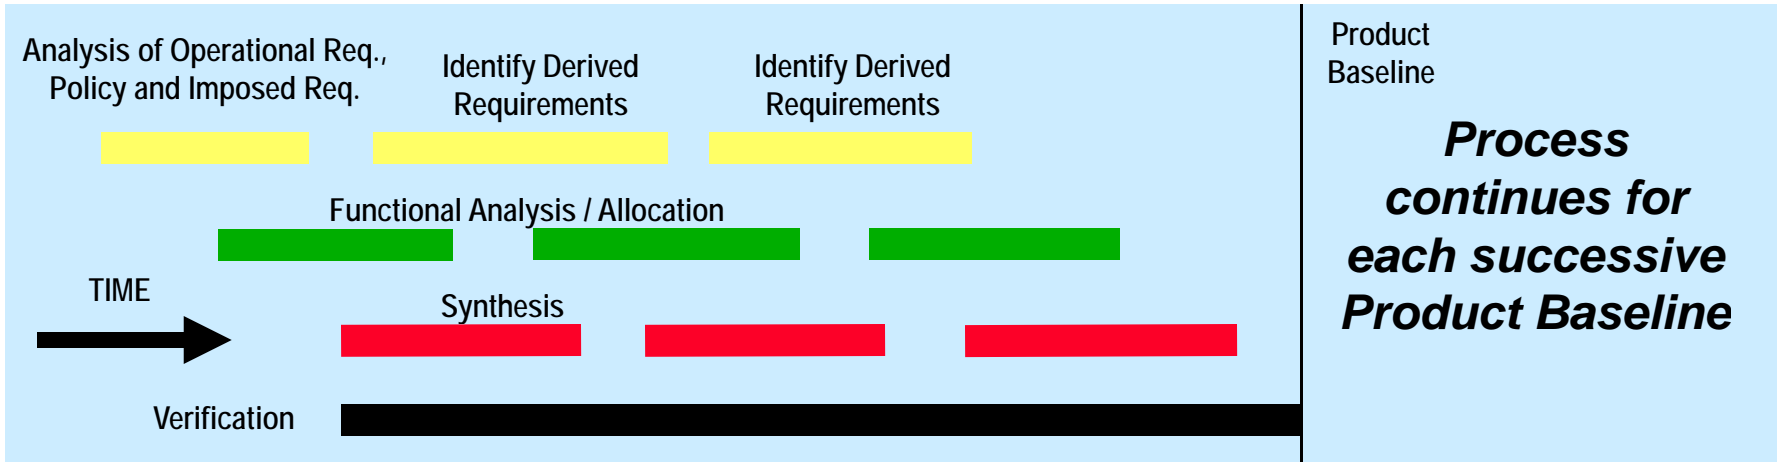 Analysis of Operational Req.,
Policy and Imposed Req.
Identify Derived
Requirements
Identify Derived
Requirements
Functional Analysis / Allocation
TIME
Synthesis
Verification
Product
Baseline
Process
continues for
each successive
Product Baseline